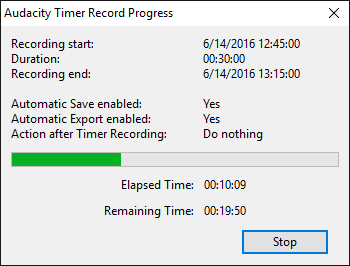 Audacity Timer Record Progress
Recording start: 6/14/2016 12:45:00
Duration: 00:30:00
Recording end: 6/14/2016 13:15:00
Automatic Save enabled: Yes
Automatic Export enabled: Yes
Action after Timer Recording: Do nothing
Elapsed Time: 00:10:09
Remaining Time: 00:19:50
Stop